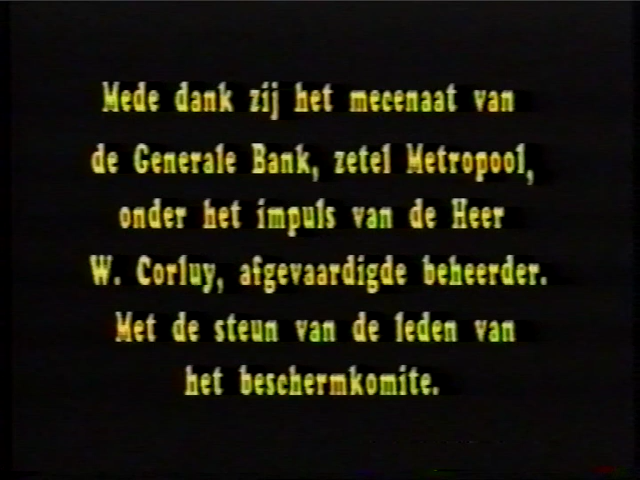 Mede dank zij het mecenaat van
de Generale Bank, zetel Metropool,
onder het impuls van de Heer
W. Corluy, afgevaardigde beheerder.
Met de steun van de leden van
het beschermkomite.